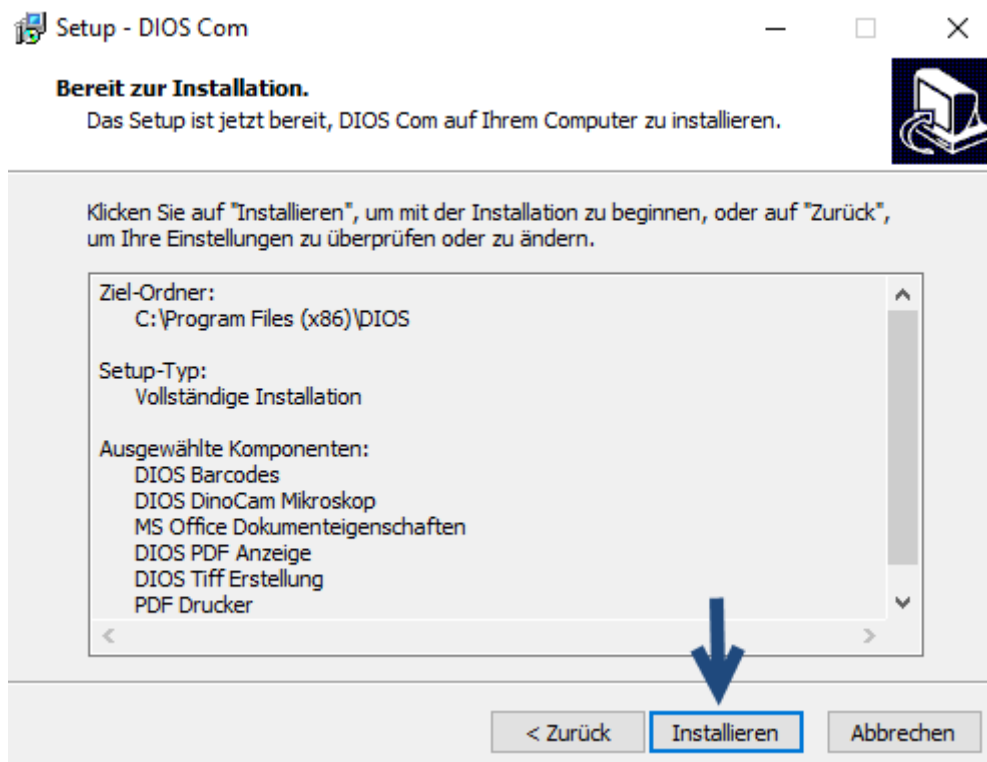 Setup - DIOS Com
Bereit zur Installation.
Das Setup ist jetzt bereit, DIOS Com auf Ihrem Computer zu installieren.
Klicken Sie auf "Installieren", um mit der Installation zu beginnen, oder auf "Zurück",
um Ihre Einstellungen zu überprüfen oder zu ändern.
Ziel-Ordner:
C:\Program Files (x86)\DIOS
Setup-Typ:
Vollständige Installation
Ausgewählte Komponenten:
DIOS Barcodes
DIOS DinoCam Mikroskop
MS Office Dokumenteigenschaften
DIOS PDF Anzeige
DIOS Tiff Erstellung
PDF Drucker
< Zurück Installieren Abbrechen